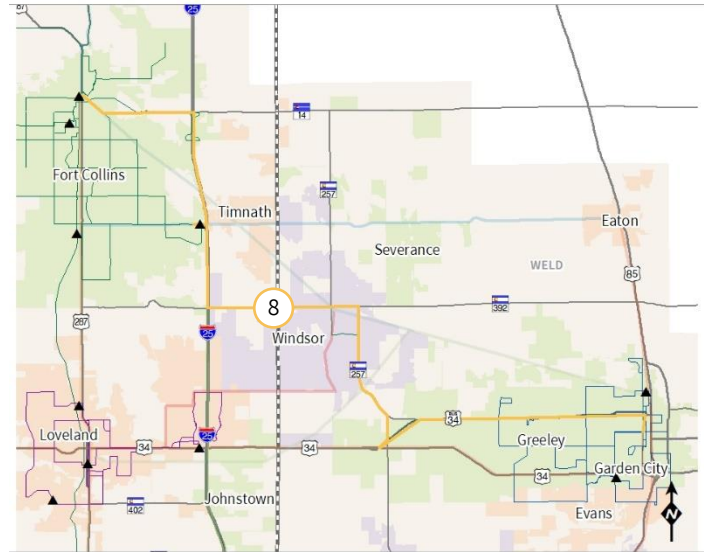 87
25
14
Fort Collins
257
Timnath
Eaton
Severance
WELD
85
8
392
287
25
Windsor
257
Loveland
34
25
34
34
Greeley
34
Garden City
Johnstown
402
Evans
N